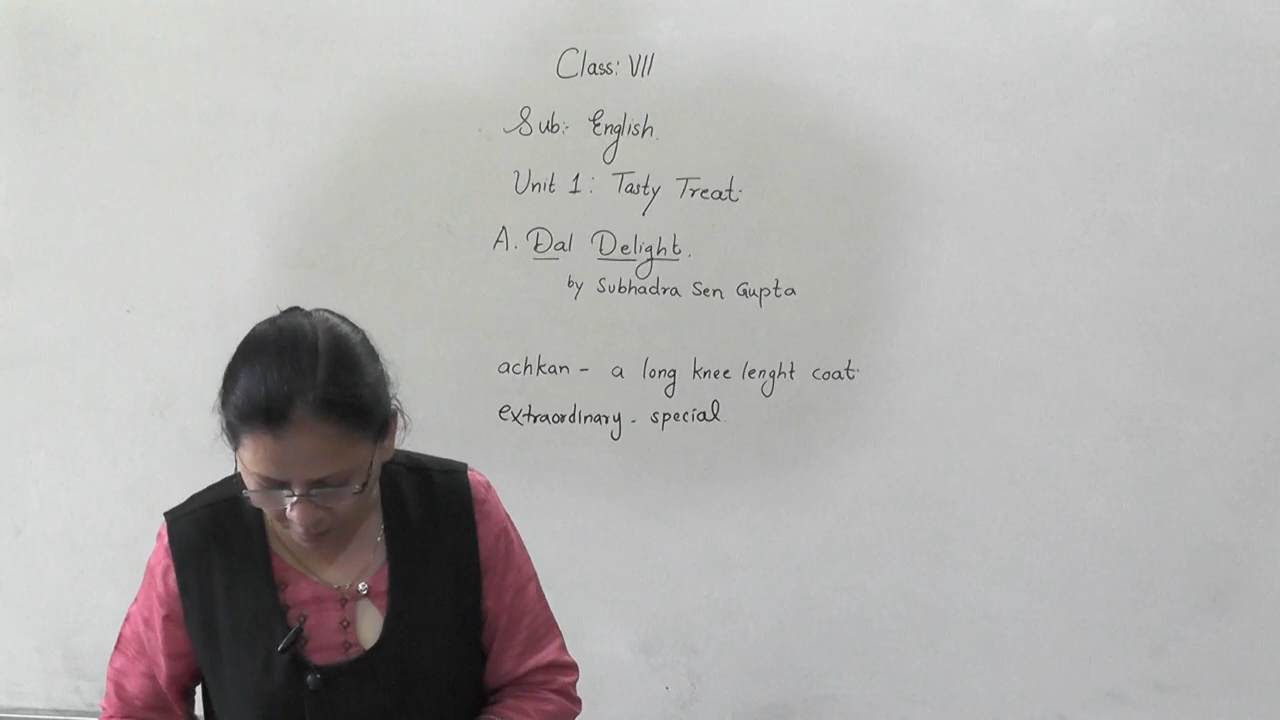 Class: VII
Sub:- English.
Unit 1: Tasty Treat.
A. Dal Delight.
by Subhadra Sen Gupta
achkan - a long knee lenght coat.
extraordinary - special.